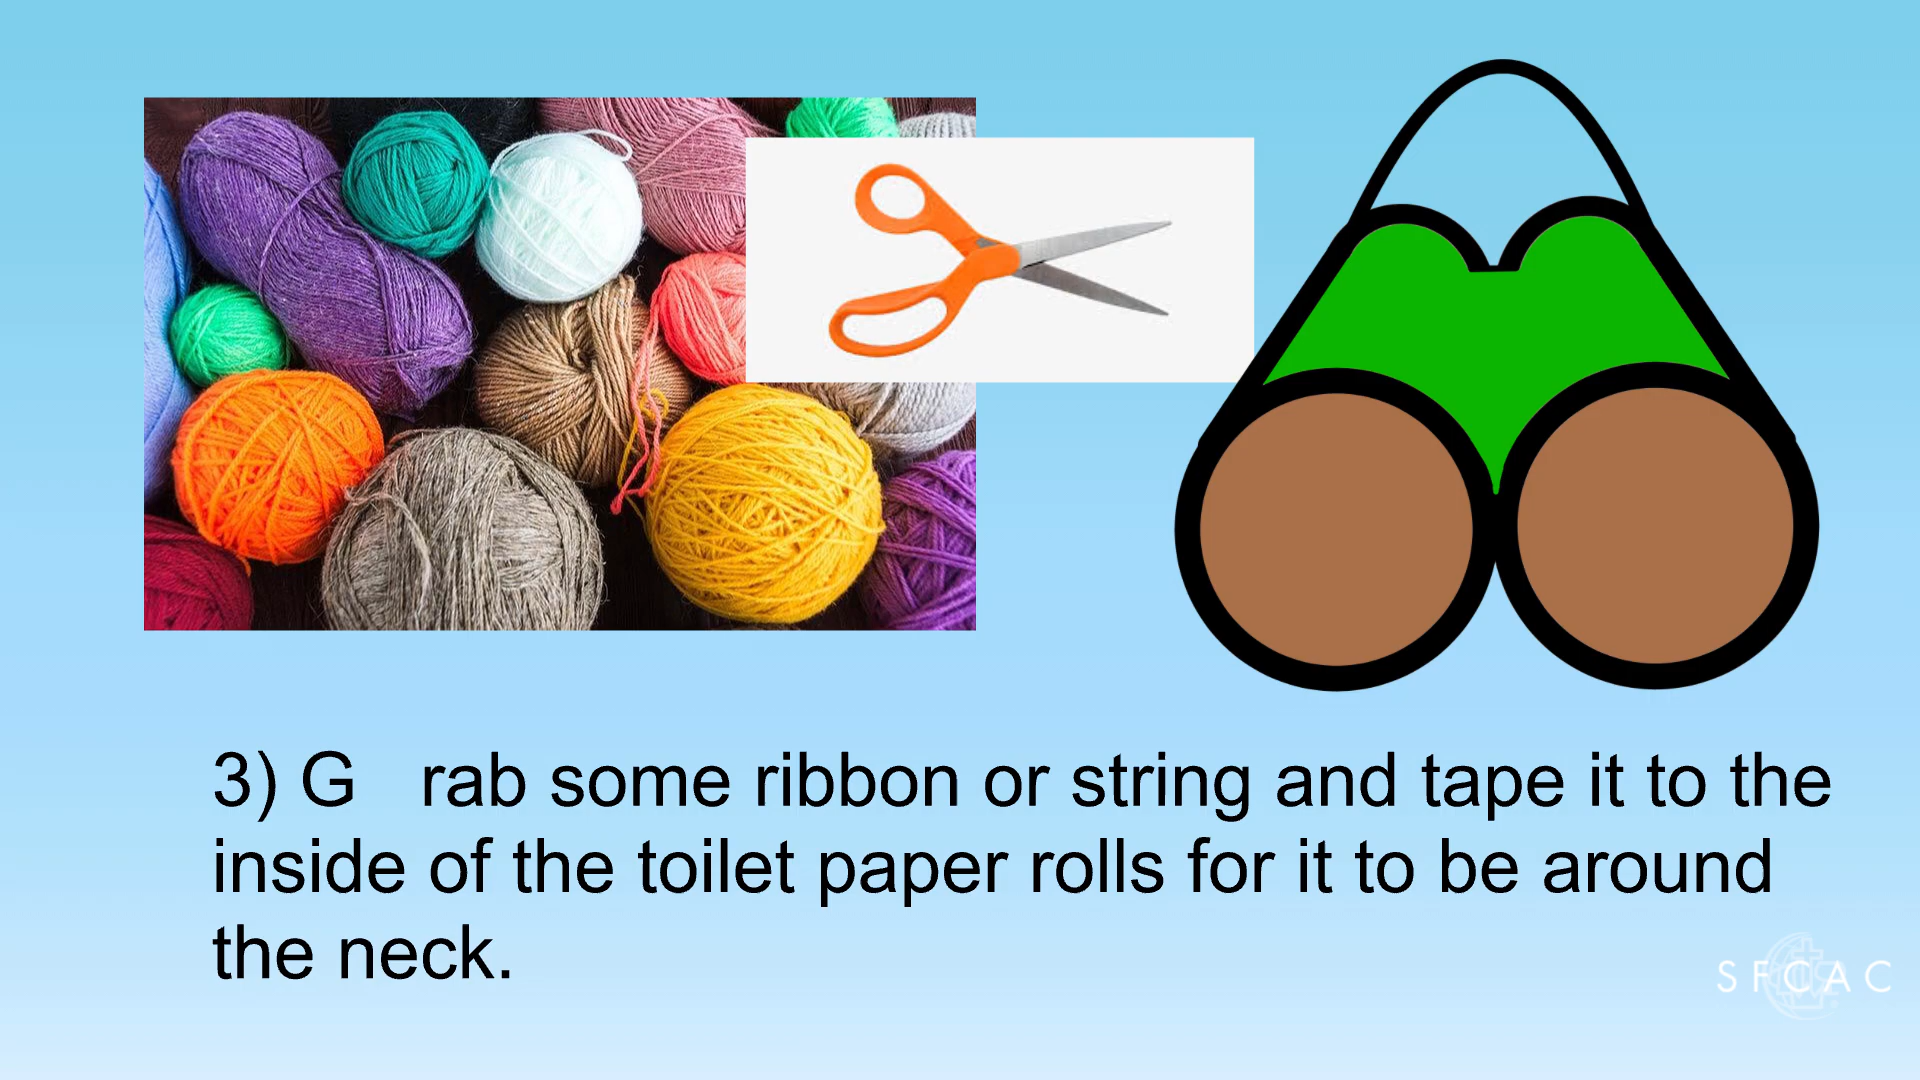 3) G   rab some ribbon or string and tape it to the
inside of the toilet paper rolls for it to be around
the neck.
SFCAC